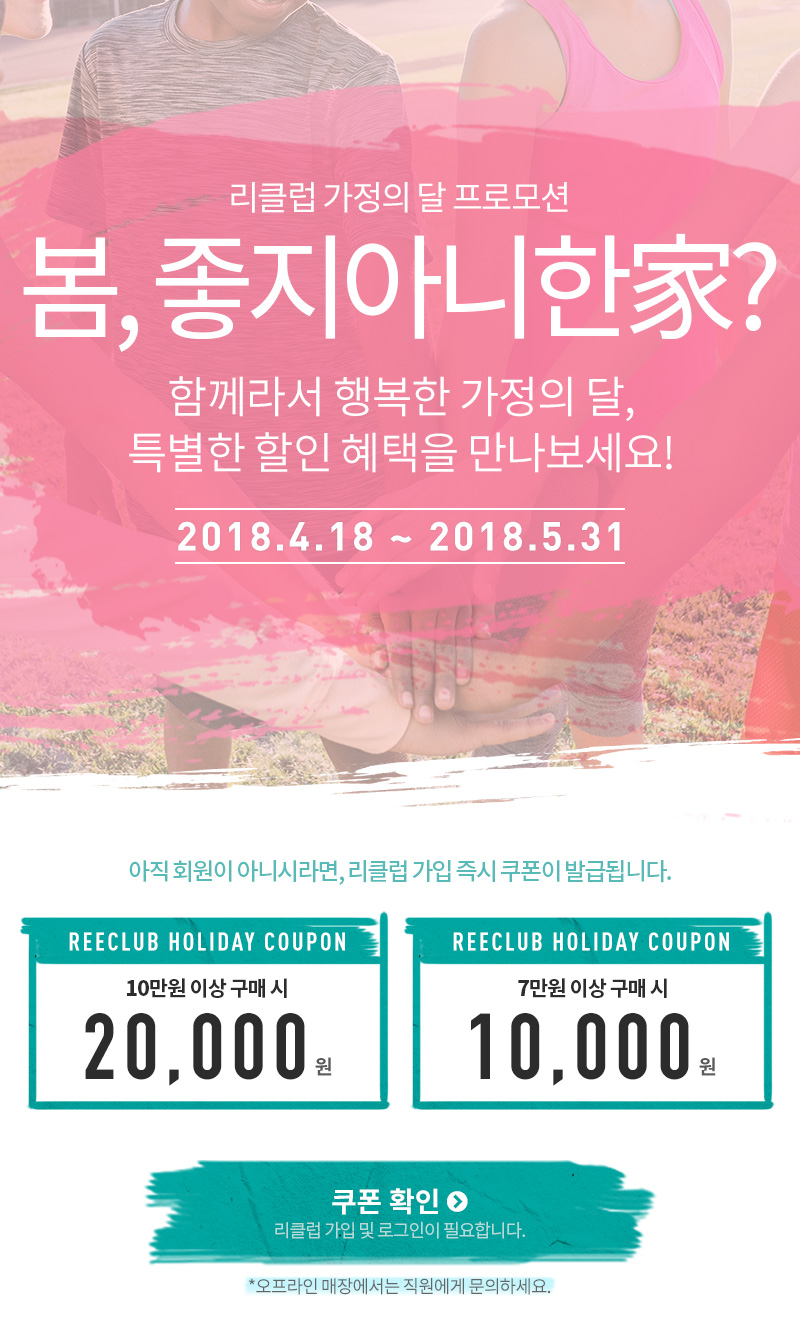 리클럽 가정의 달 프로모션
봄, 좋지아니한家?
함께라서 행복한 가정의 달,
특별한 할인 혜택을 만나보세요!
2018.4.18 ~ 2018.5.31
아직 회원이 아니시라면, 리클럽 가입 즉시 쿠폰이 발급됩니다.
REECLUB HOLIDAY COUPON
10만원 이상 구매 시
20,000 원
REECLUB HOLIDAY COUPON
7만원 이상 구매 시
10,000 원
쿠폰 확인
리클럽 가입 및 로그인이 필요합니다.
*오프라인 매장에서는 직원에게 문의하세요.